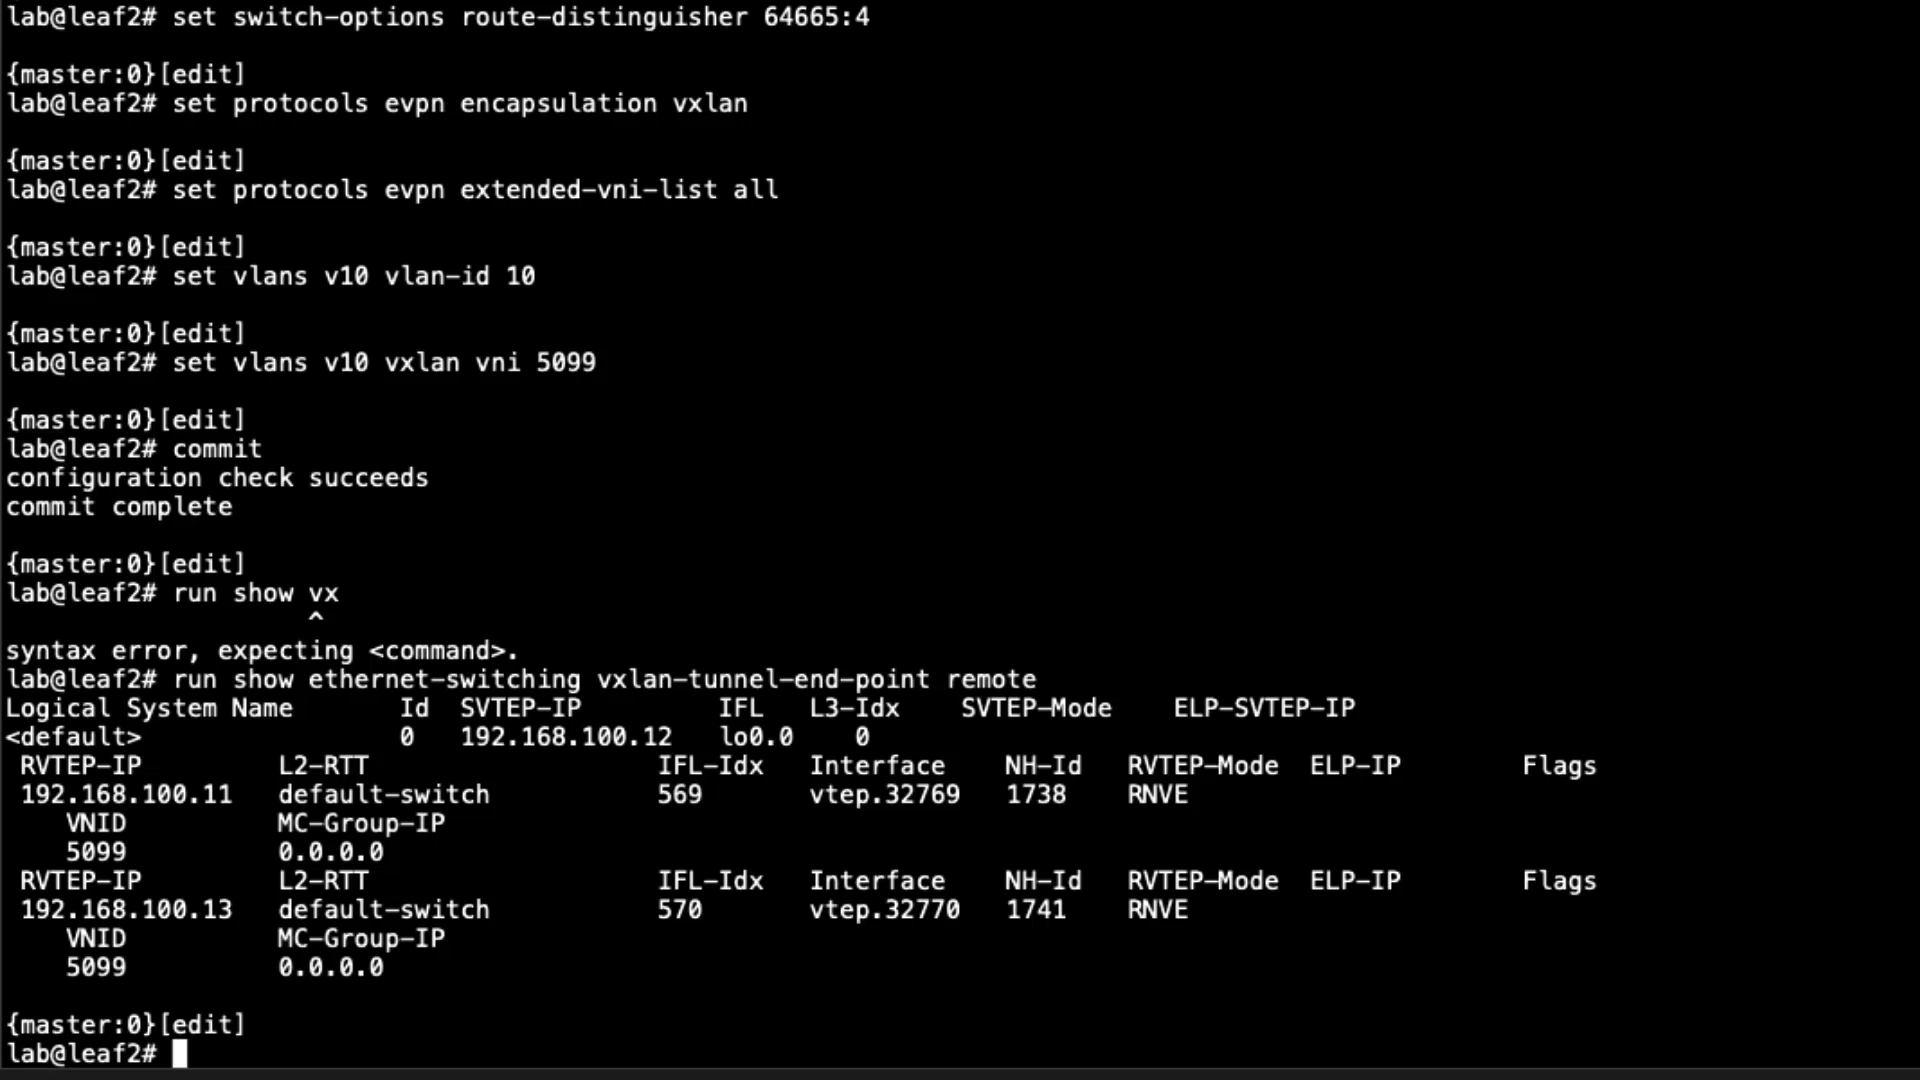 lab@leaf2# set switch-options route-distinguisher 64665:4
{master:0}[edit]
lab@leaf2# set protocols evpn encapsulation vxlan
{master:0}[edit]
lab@leaf2# set protocols evpn extended-vni-list all
{master:0}[edit]
lab@leaf2# set vlans v10 vlan-id 10
{master:0}[edit]
lab@leaf2# set vlans v10 vxlan vni 5099
{master:0}[edit]
lab@leaf2# commit
configuration check succeeds
commit complete
{master:0}[edit]
lab@leaf2# run show vx
^
syntax error, expecting <command>.
lab@leaf2# run show ethernet-switching vxlan-tunnel-end-point remote
Logical System Name Id SVTEP-IP IFL L3-Idx SVTEP-Mode ELP-SVTEP-IP
<default> 0 192.168.100.12 lo0.0 0
RVTEP-IP L2-RTT IFL-Idx Interface NH-Id RVTEP-Mode ELP-IP Flags
192.168.100.11 default-switch 569 vtep.32769 1738 RNVE
VNID MC-Group-IP
5099 0.0.0.0
RVTEP-IP L2-RTT IFL-Idx Interface NH-Id RVTEP-Mode ELP-IP Flags
192.168.100.13 default-switch 570 vtep.32770 1741 RNVE
VNID MC-Group-IP
5099 0.0.0.0
{master:0}[edit]
lab@leaf2#